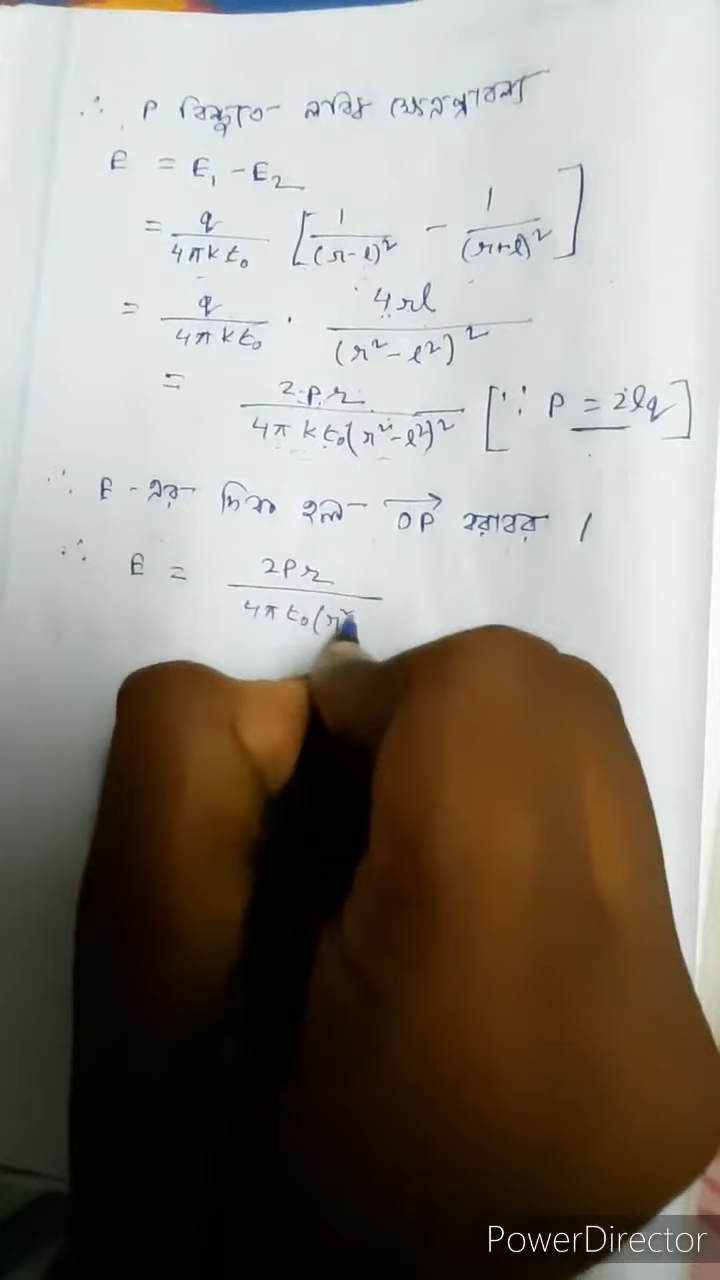 ∴ P বিন্দুতে লব্ধি ক্ষেত্রপ্রাবল্য
E = E₁ - E₂
= q/4πkε₀ [1/(r-l)² - 1/(r+l)²]
= q/4πkε₀ · 4rl/(r²-l²)²
= 2·p·r/4πkε₀(r²-l²)² [∵ P = 2lq]
∴ E-এর দিক হল OP→ বরাবর ।
∴ E = 2Pr/4πε₀(r²
PowerDirector